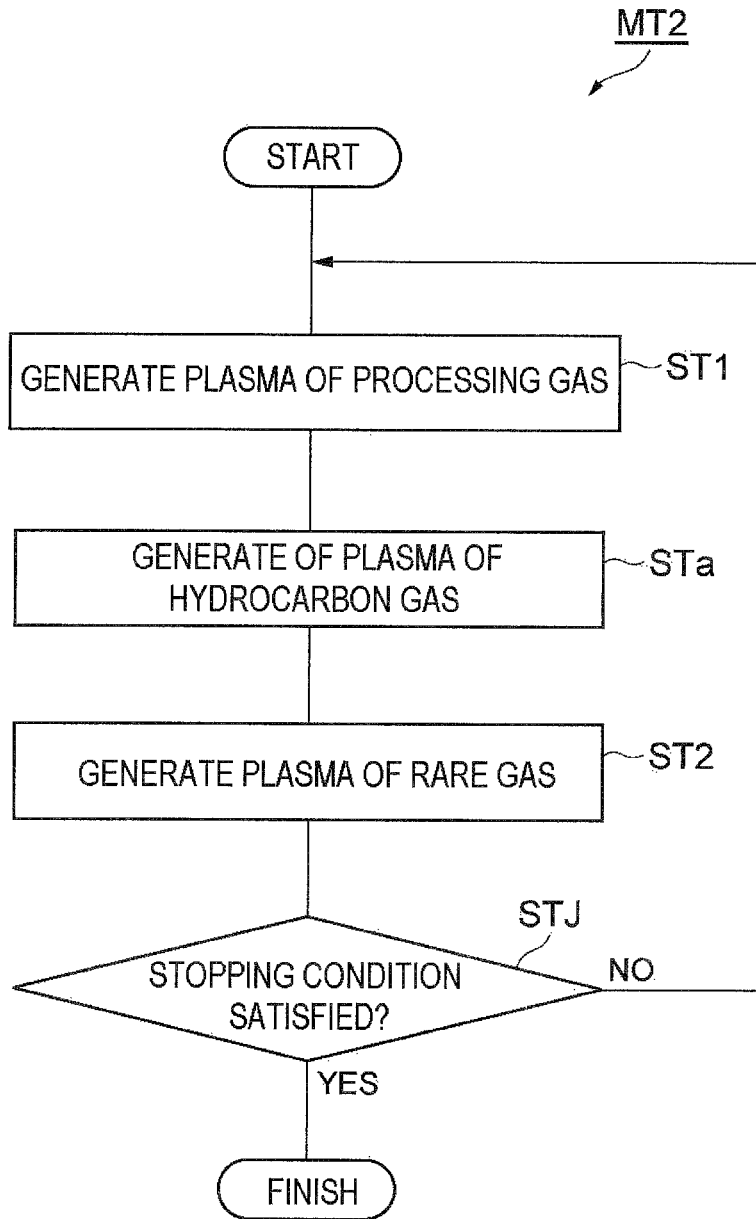 MT2
START
GENERATE PLASMA OF PROCESSING GAS
ST1
GENERATE OF PLASMA OF
HYDROCARBON GAS
STa
GENERATE PLASMA OF RARE GAS
ST2
STJ
STOPPING CONDITION
SATISFIED?
NO
YES
FINISH